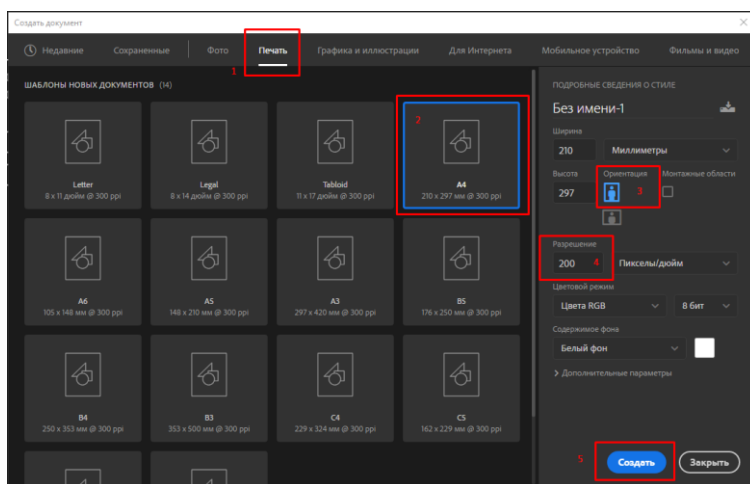 Создать документ
Недавние Сохраненные Фото Печать Графика и иллюстрации Для Интернета Мобильное устройство Фильмы и видео
1
ШАБЛОНЫ НОВЫХ ДОКУМЕНТОВ (14)
2
Letter
8 x 11 дюйм @ 300 ppi
Legal
8 x 14 дюйм @ 300 ppi
Tabloid
11 x 17 дюйм @ 300 ppi
A4
210 x 297 мм @ 300 ppi
A6
105 x 148 мм @ 300 ppi
A5
148 x 210 мм @ 300 ppi
A3
297 x 420 мм @ 300 ppi
B5
176 x 250 мм @ 300 ppi
B4
250 x 353 мм @ 300 ppi
B3
353 x 500 мм @ 300 ppi
C4
229 x 324 мм @ 300 ppi
C5
162 x 229 мм @ 300 ppi
ПОДРОБНЫЕ СВЕДЕНИЯ О СТИЛЕ
Без имени-1
Ширина
210 Миллиметры
Высота Ориентация Монтажные области
297 3
Разрешение
200 4 Пикселы/дюйм
Цветовой режим
Цвета RGB 8 бит
Содержимое фона
Белый фон
Дополнительные параметры
5 Создать Закрыть